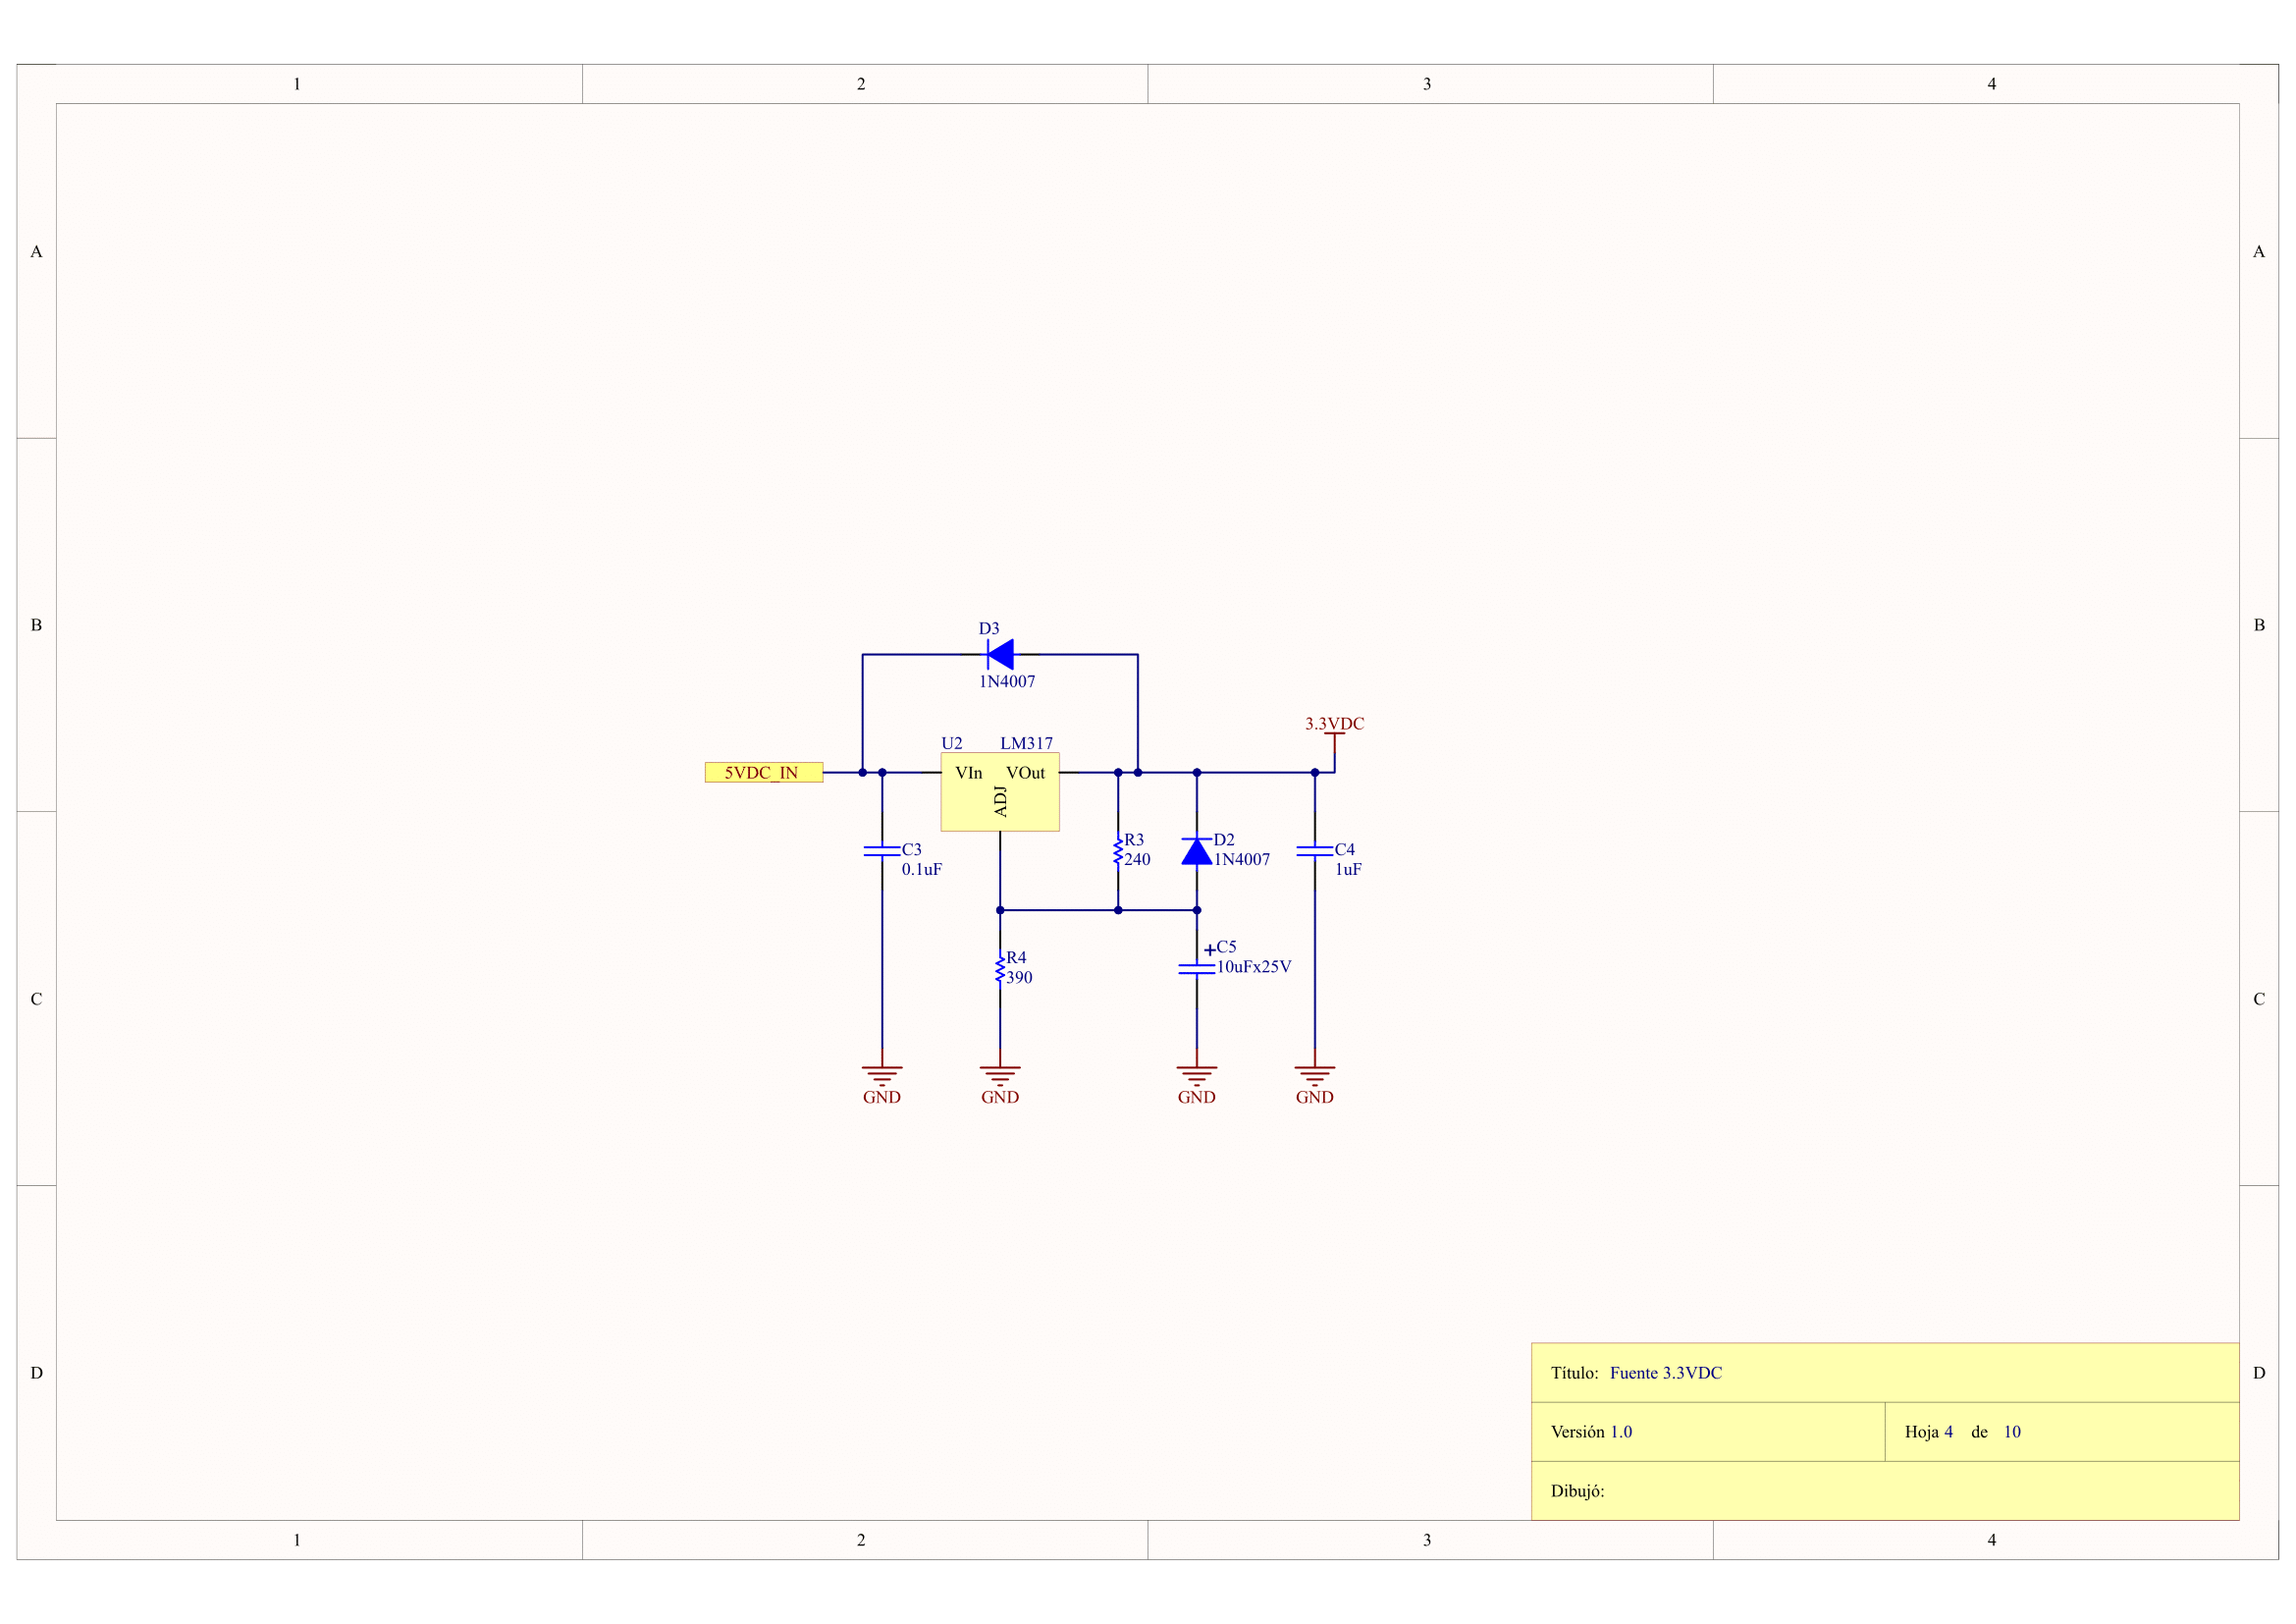 1 2 3 4
A A
D3
1N4007
B B
3.3VDC
U2 LM317
5VDC_IN VIn VOut
ADJ
R3 D2
240 1N4007
C3 C4
0.1uF 1uF
C5
10uFx25V
R4
390
C C
GND GND GND GND
D D
Título: Fuente 3.3VDC
Versión 1.0 Hoja 4 de 10
Dibujó:
1 2 3 4